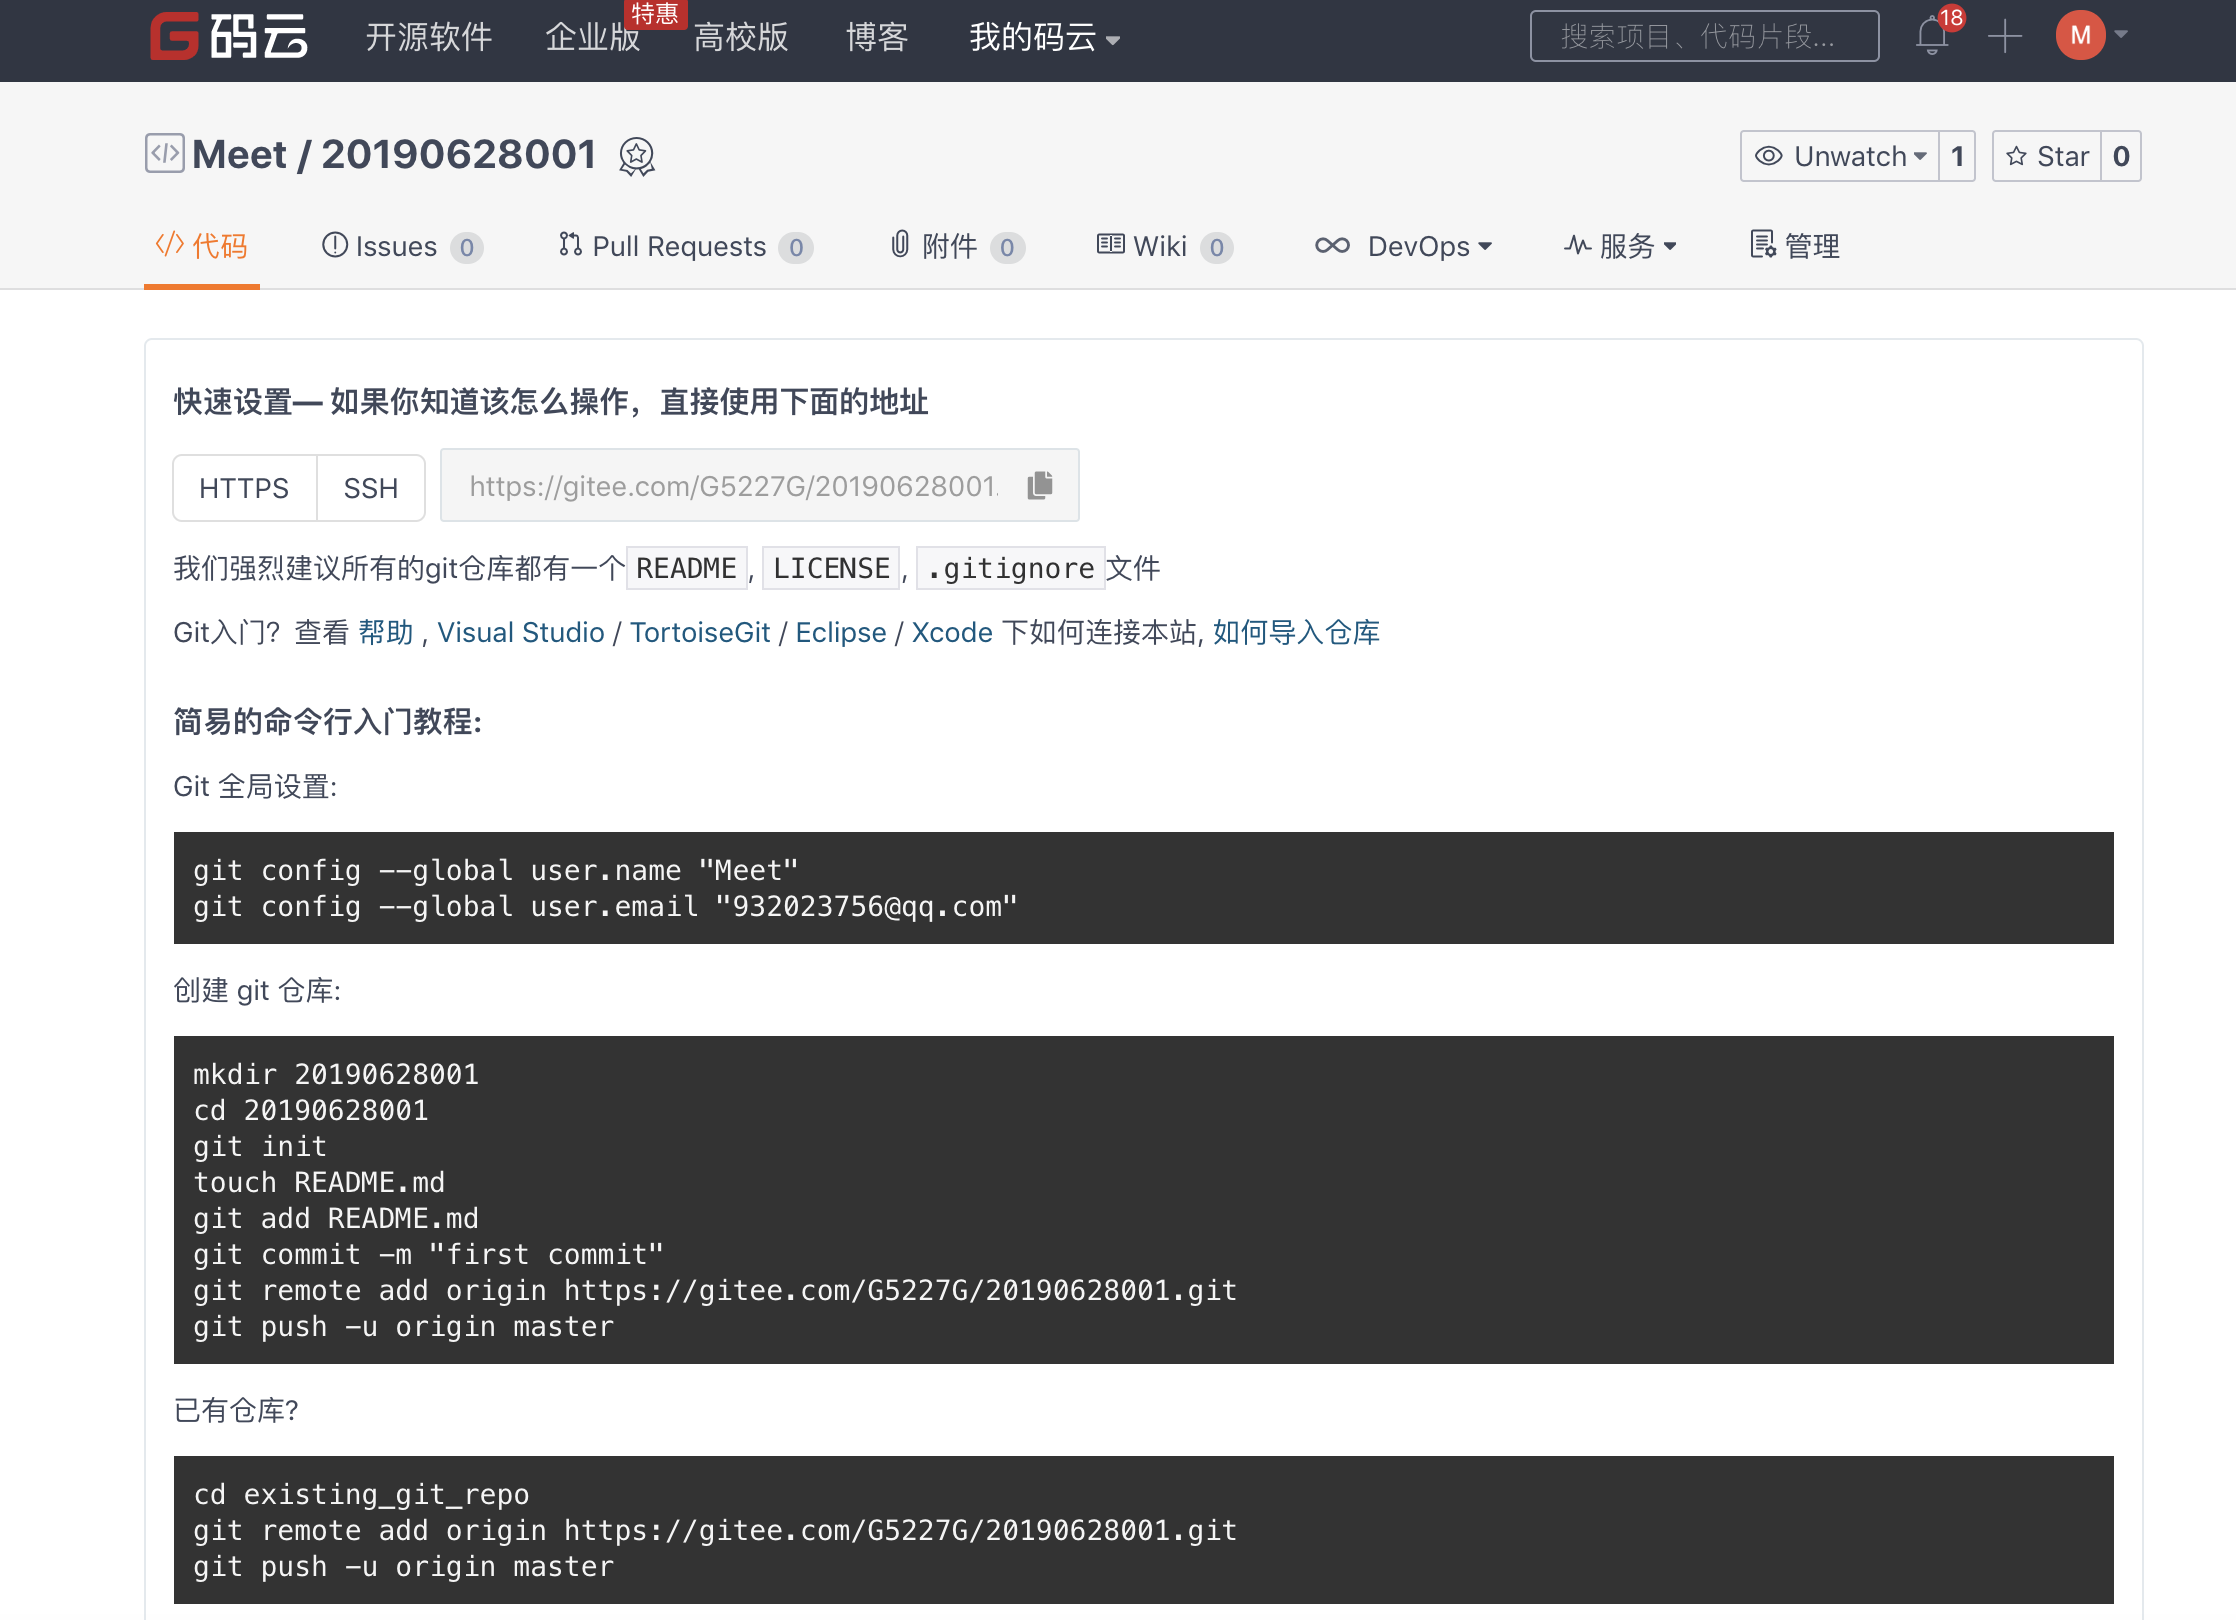 G码云 开源软件 企业版 特惠 高校版 博客 我的码云 搜索项目、代码片段... 18 M
Meet / 20190628001 Unwatch 1 Star 0
代码 Issues 0 Pull Requests 0 附件 0 Wiki 0 DevOps 服务 管理
快速设置— 如果你知道该怎么操作，直接使用下面的地址
HTTPS SSH https://gitee.com/G5227G/20190628001.
我们强烈建议所有的git仓库都有一个 README , LICENSE , .gitignore 文件
Git入门？查看 帮助 , Visual Studio / TortoiseGit / Eclipse / Xcode 下如何连接本站, 如何导入仓库
简易的命令行入门教程:
Git 全局设置:
git config --global user.name "Meet"
git config --global user.email "932023756@qq.com"
创建 git 仓库:
mkdir 20190628001
cd 20190628001
git init
touch README.md
git add README.md
git commit -m "first commit"
git remote add origin https://gitee.com/G5227G/20190628001.git
git push -u origin master
已有仓库?
cd existing_git_repo
git remote add origin https://gitee.com/G5227G/20190628001.git
git push -u origin master